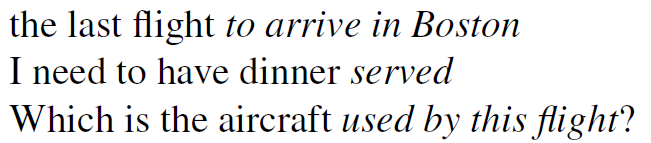 the last flight to arrive in Boston
I need to have dinner served
Which is the aircraft used by this flight?